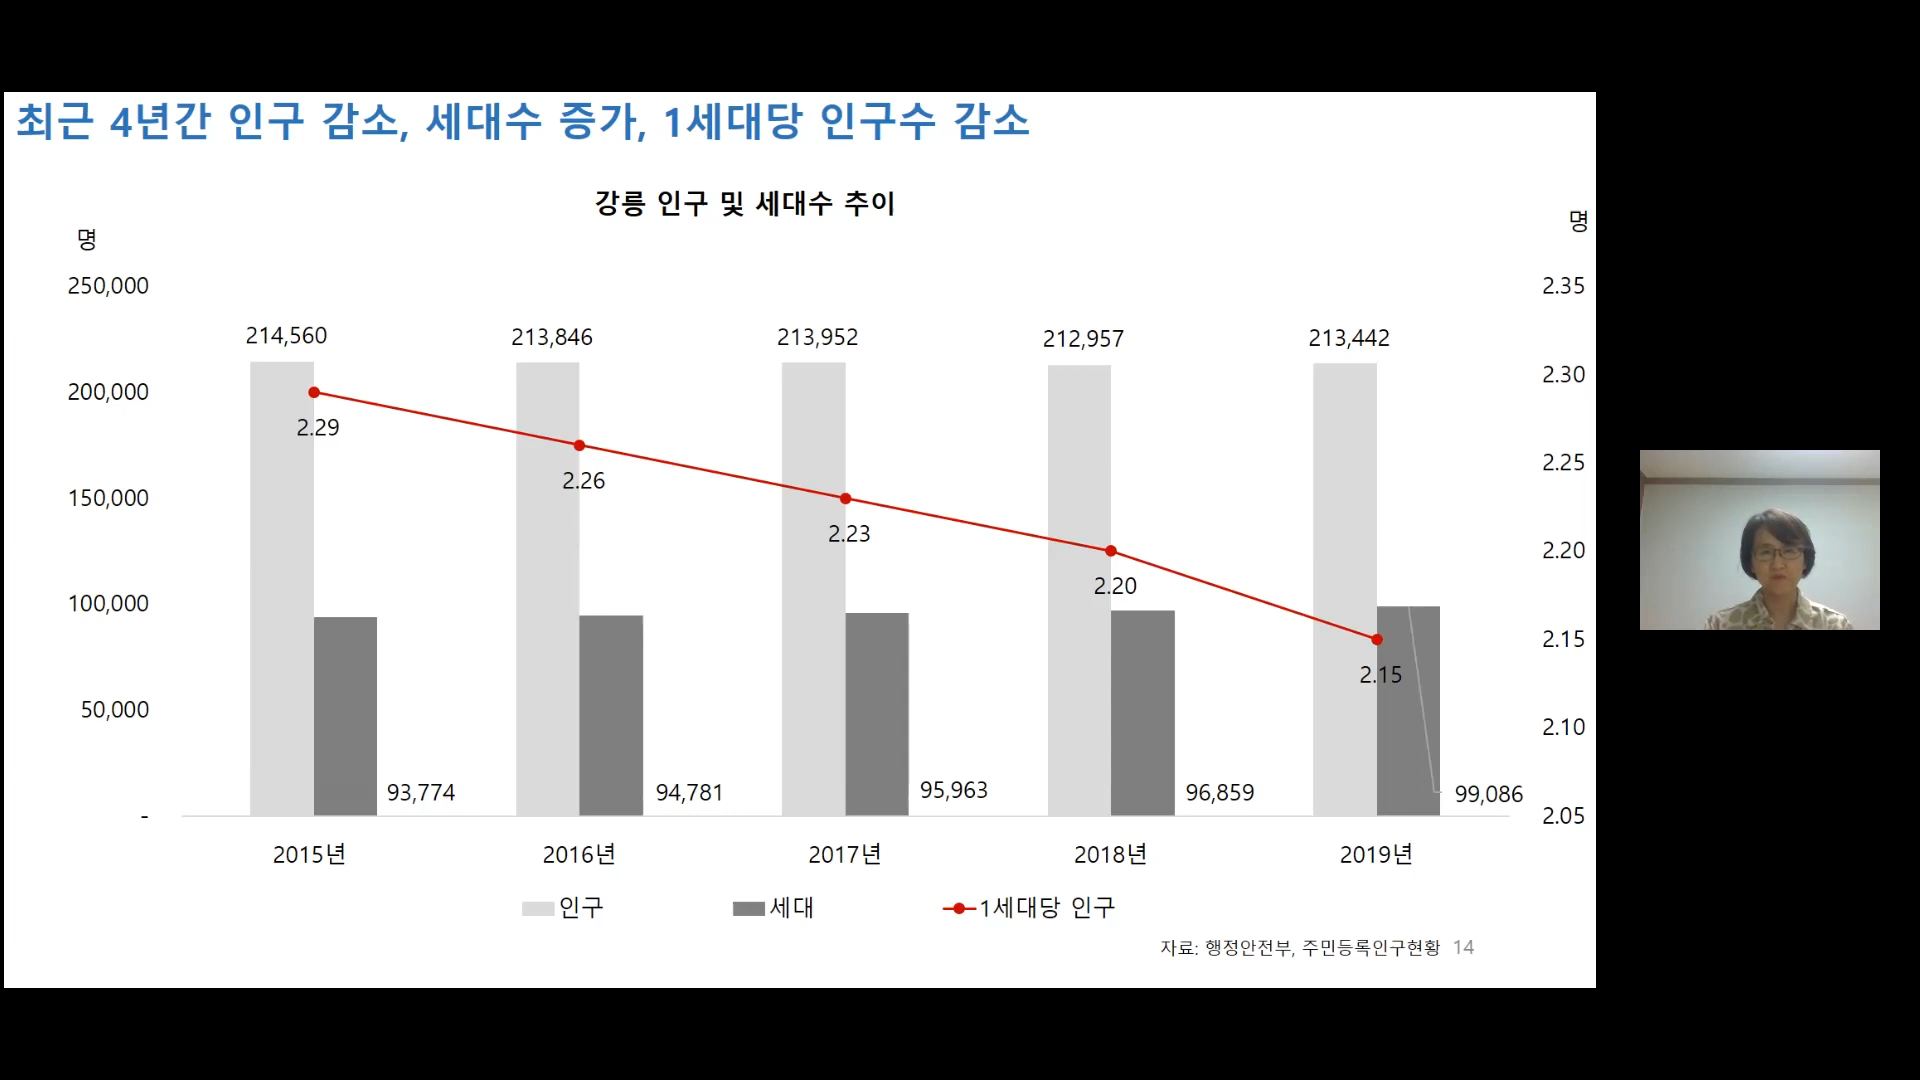 최근 4년간 인구 감소, 세대수 증가, 1세대당 인구수 감소
강릉 인구 및 세대수 추이
명
명
250,000
200,000
150,000
100,000
50,000
-
2.35
2.30
2.25
2.20
2.15
2.10
2.05
214,560
213,846
213,952
212,957
213,442
2.29
2.26
2.23
2.20
2.15
93,774
94,781
95,963
96,859
99,086
2015년
2016년
2017년
2018년
2019년
인구
세대
1세대당 인구
자료: 행정안전부, 주민등록인구현황 14